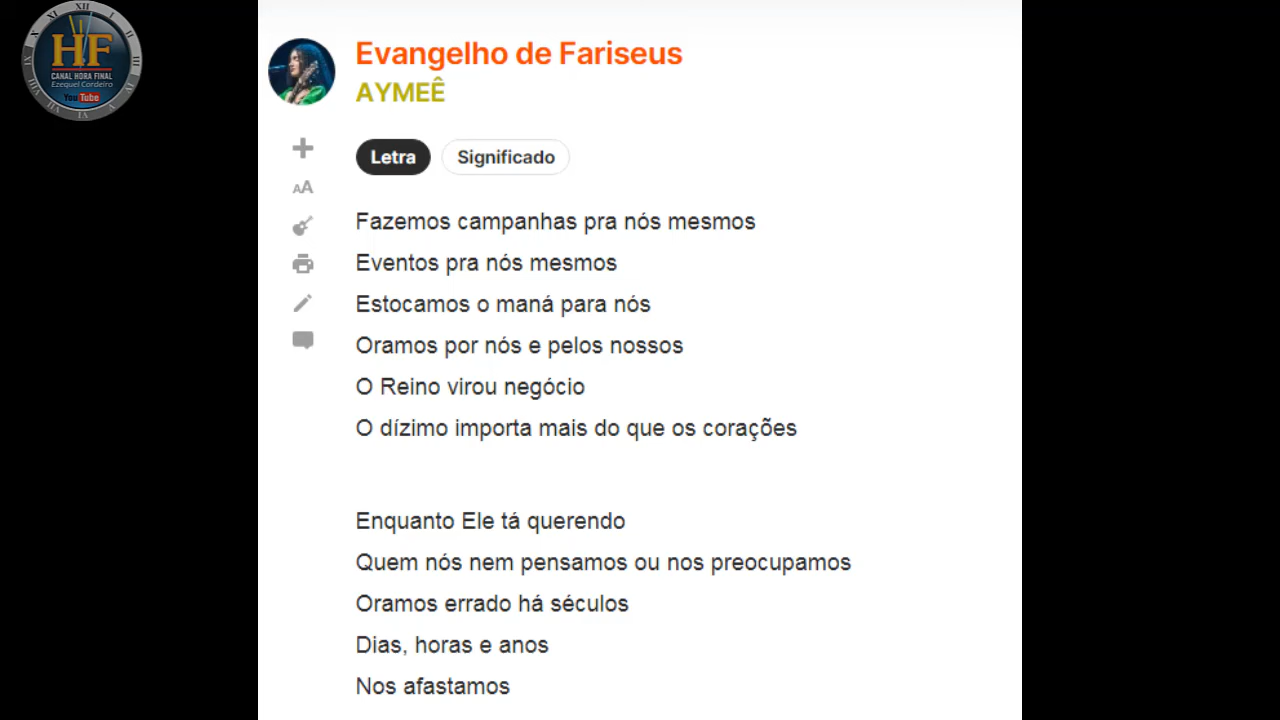 HF
CANAL HORA FINAL
Ezequel Cordeiro
YouTube
Evangelho de Fariseus
AYMEÊ
Letra Significado
AA
Fazemos campanhas pra nós mesmos
Eventos pra nós mesmos
Estocamos o maná para nós
Oramos por nós e pelos nossos
O Reino virou negócio
O dízimo importa mais do que os corações
Enquanto Ele tá querendo
Quem nós nem pensamos ou nos preocupamos
Oramos errado há séculos
Dias, horas e anos
Nos afastamos